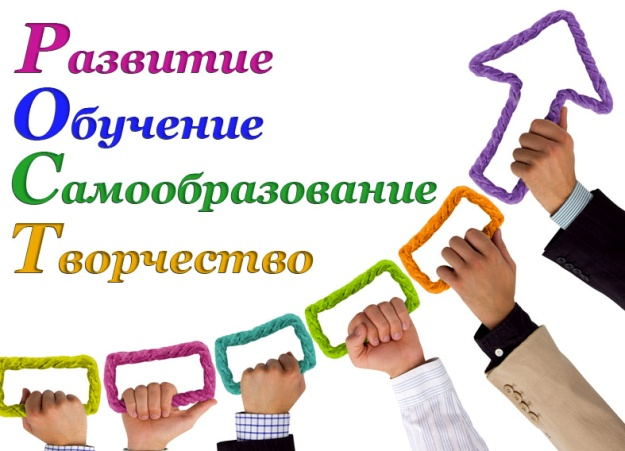 Развитие
Обучение
Самообразование
Творчество